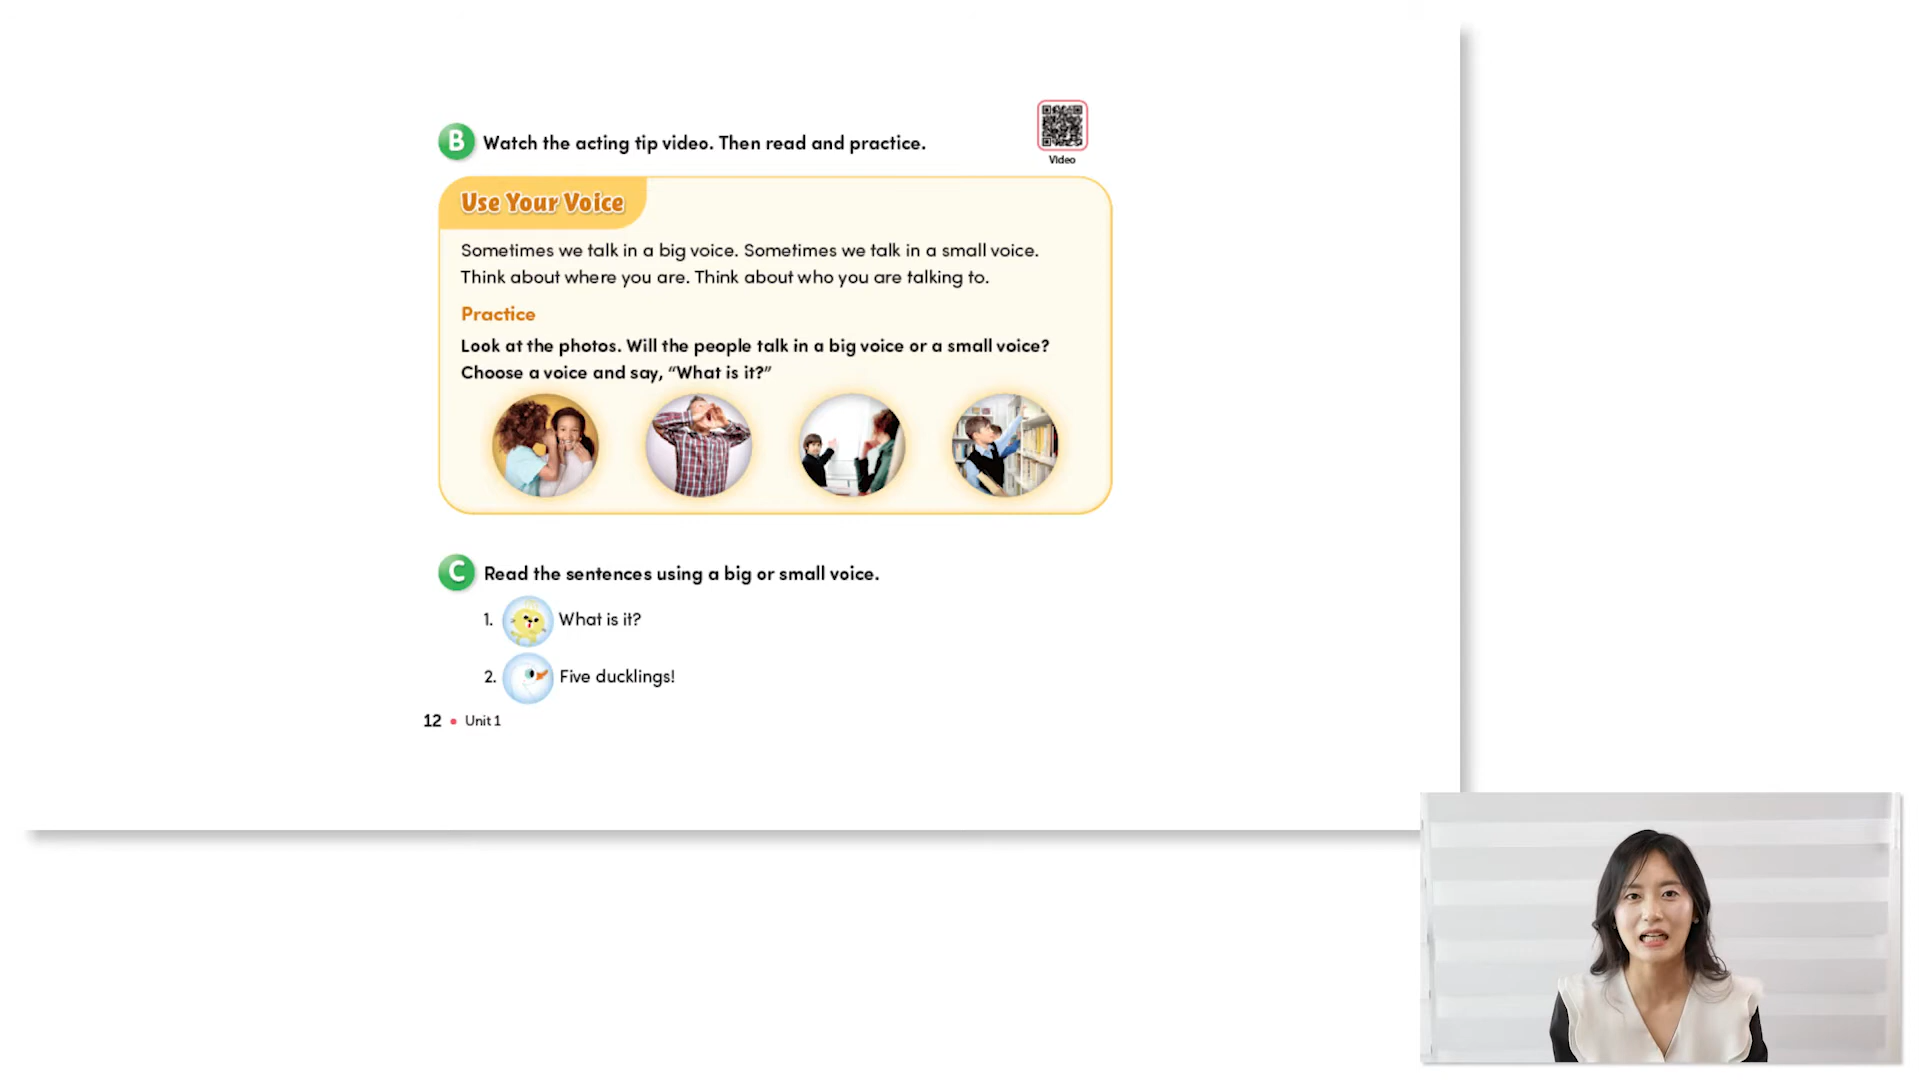 B Watch the acting tip video. Then read and practice.
Video
Use Your Voice
Sometimes we talk in a big voice. Sometimes we talk in a small voice.
Think about where you are. Think about who you are talking to.
Practice
Look at the photos. Will the people talk in a big voice or a small voice?
Choose a voice and say, “What is it?”
C Read the sentences using a big or small voice.
1. What is it?
2. Five ducklings!
12 • Unit 1